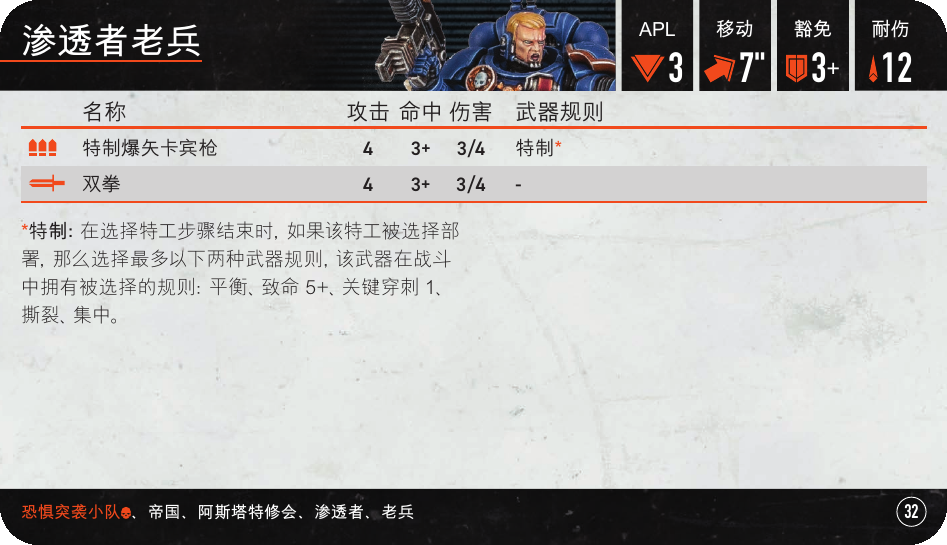 渗透者老兵
APL 移动 豁免 耐伤
3 7" 3+ 12
名称 攻击 命中 伤害 武器规则
特制爆矢卡宾枪 4 3+ 3/4 特制*
双拳 4 3+ 3/4 -
*特制: 在选择特工步骤结束时, 如果该特工被选择部
署, 那么选择最多以下两种武器规则, 该武器在战斗
中拥有被选择的规则: 平衡、致命 5+、关键穿刺 1、
撕裂、集中。
恐惧突袭小队、帝国、阿斯塔特修会、渗透者、老兵
32